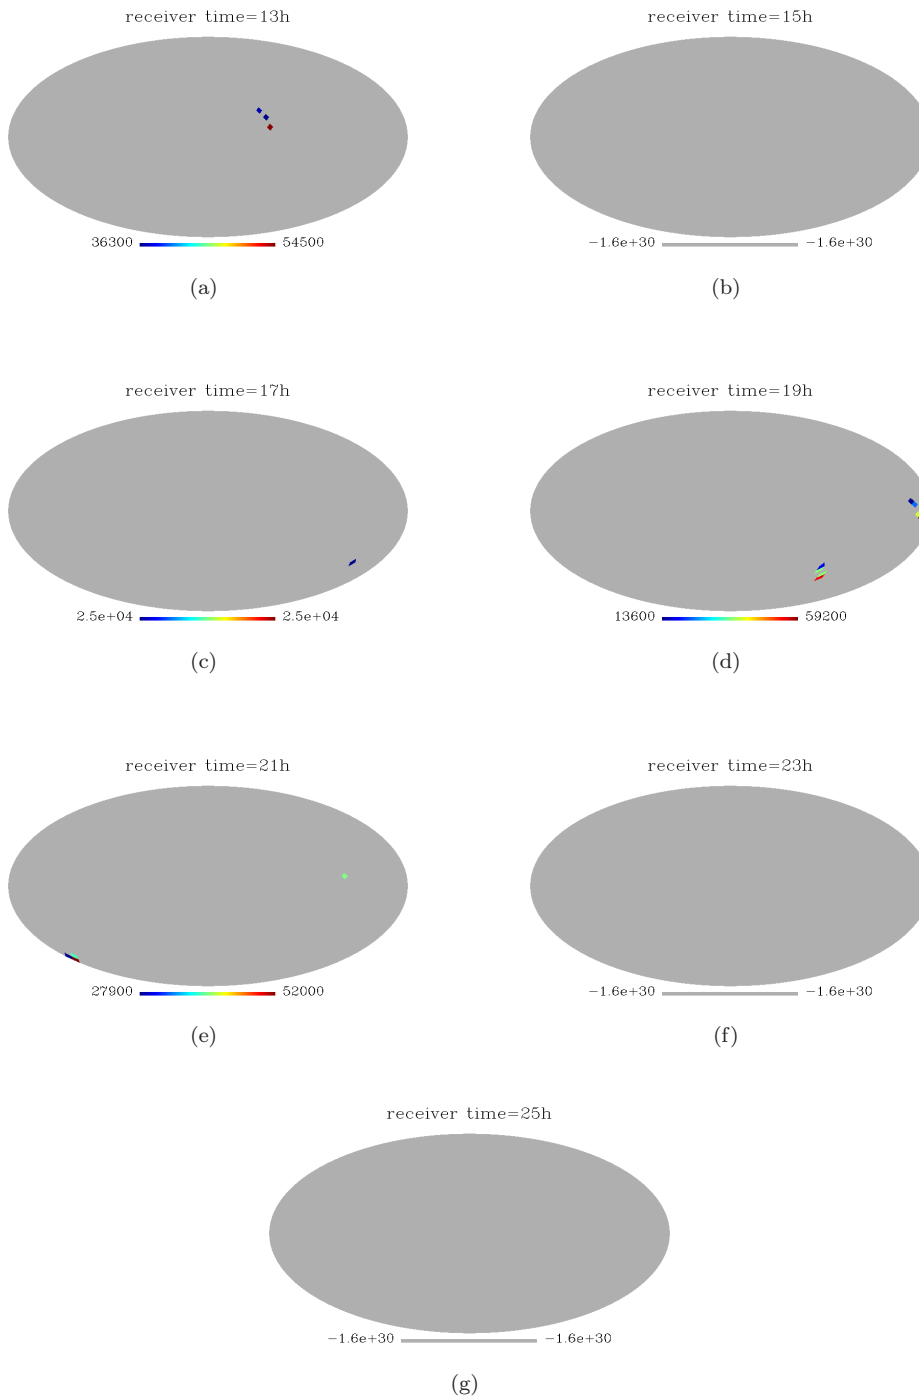 receiver time=13h
receiver time=15h
36300 54500
−1.6e+30 −1.6e+30
(a)
(b)
receiver time=17h
receiver time=19h
2.5e+04 2.5e+04
13600 59200
(c)
(d)
receiver time=21h
receiver time=23h
27900 52000
−1.6e+30 −1.6e+30
(e)
(f)
receiver time=25h
−1.6e+30 −1.6e+30
(g)